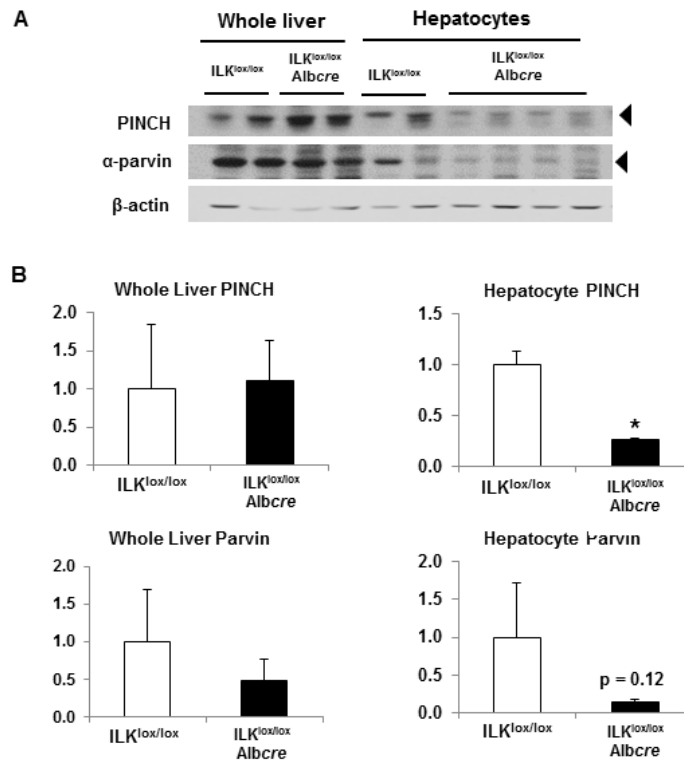 A
Whole liver Hepatocytes
ILKlox/lox ILKlox/lox Albcre ILKlox/lox ILKlox/lox Albcre
PINCH
α-parvin
β-actin
B
Whole Liver PINCH
2.0
1.5
1.0
0.5
0.0
ILKlox/lox ILKlox/lox
Albcre
Hepatocyte PINCH
1.5
1.0
*
0.5
0.0
ILKlox/lox ILKlox/lox
Albcre
Whole Liver Parvin
2.0
1.5
1.0
0.5
0.0
ILKlox/lox ILKlox/lox
Albcre
Hepatocyte Parvin
2.0
1.5
1.0
p = 0.12
0.5
0.0
ILKlox/lox ILKlox/lox
Albcre